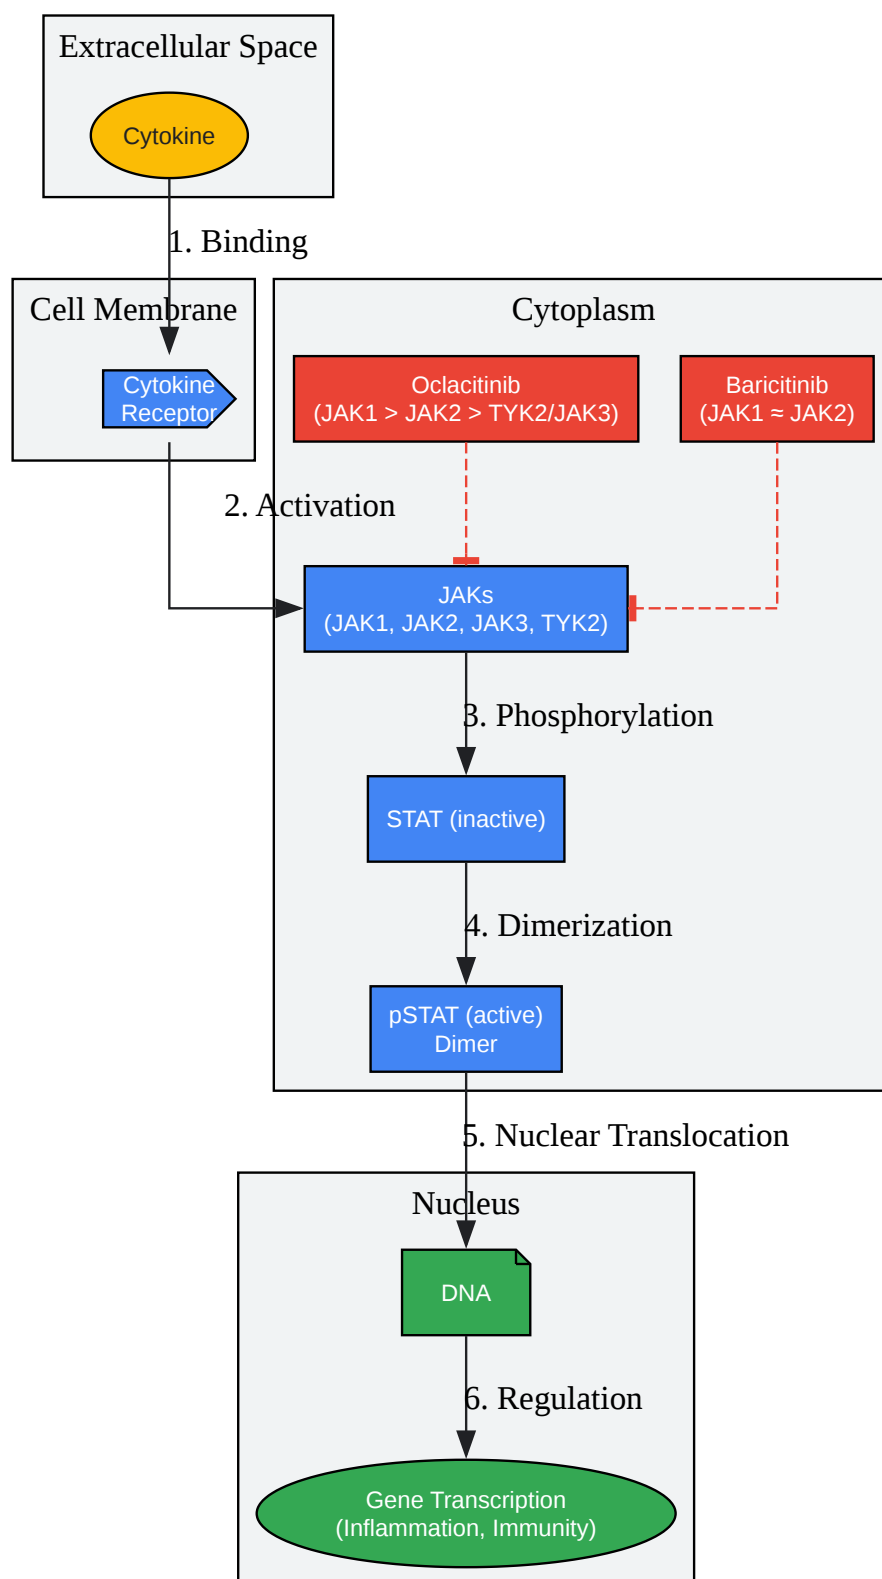 Extracellular Space
Cytokine
1. Binding
Cell Membrane
Cytokine
Receptor
Cytoplasm
Oclacitinib
(JAK1 > JAK2 > TYK2/JAK3)
Baricitinib
(JAK1 ≈ JAK2)
2. Activation
JAKs
(JAK1, JAK2, JAK3, TYK2)
3. Phosphorylation
STAT (inactive)
4. Dimerization
pSTAT (active)
Dimer
5. Nuclear Translocation
Nucleus
DNA
6. Regulation
Gene Transcription
(Inflammation, Immunity)